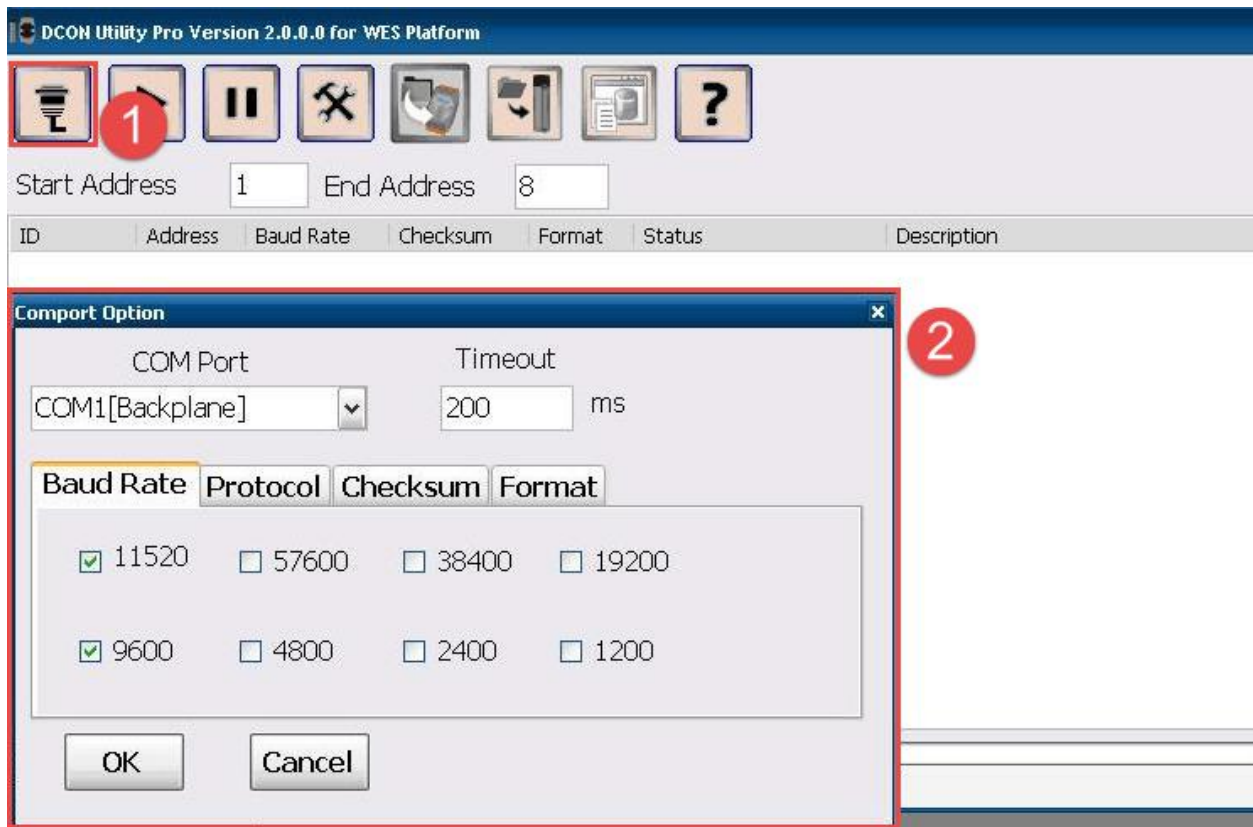 DCON Utility Pro Version 2.0.0.0 for WES Platform
1
?
Start Address 1 End Address 8
ID Address Baud Rate Checksum Format Status Description
Comport Option
2
COM Port Timeout
COM1[Backplane] 200 ms
Baud Rate Protocol Checksum Format
11520 57600 38400 19200
9600 4800 2400 1200
OK Cancel